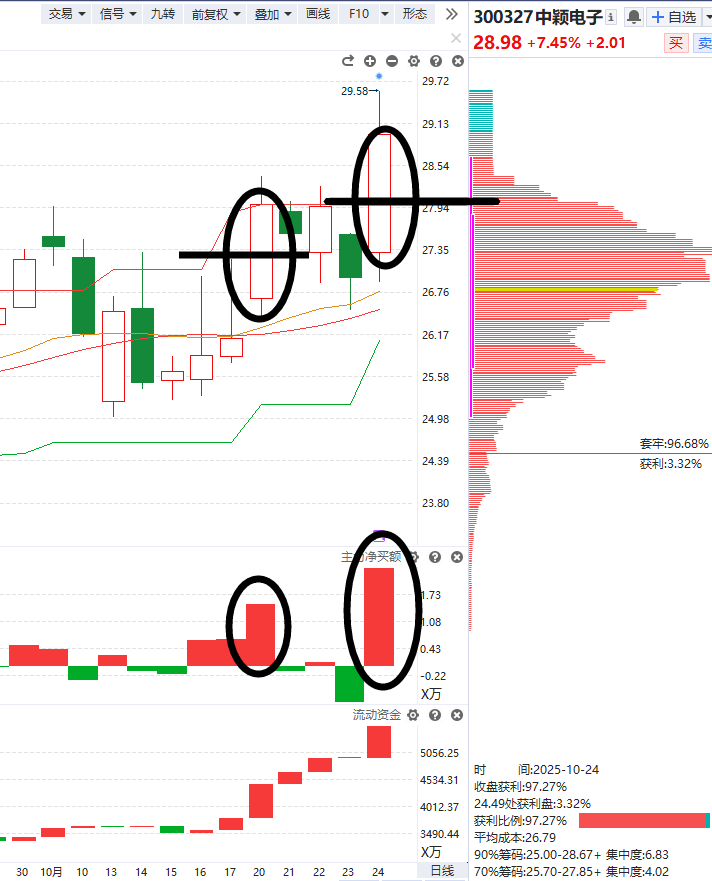 交易 信号 九转 前复权 叠加 画线 F10 形态
300327中颖电子 自选
28.98 +7.45% +2.01 买 卖
29.72
29.58
29.13
28.54
27.94
27.35
26.76
26.17
25.58
24.98
套牢:96.68%
24.39
获利:3.32%
23.80
净买额
1.73
1.08
0.43
-0.22
X万
流动资金
5056.25
4534.31
4012.37
3490.44
X万
时 间:2025-10-24
收盘获利:97.27%
24.49处获利盘:3.32%
获利比例:97.27%
平均成本:26.79
90%筹码:25.00-28.67+ 集中度:6.83
70%筹码:25.70-27.85+ 集中度:4.02
30 10月 13 14 15 16 17 20 21 22 23 24 日线